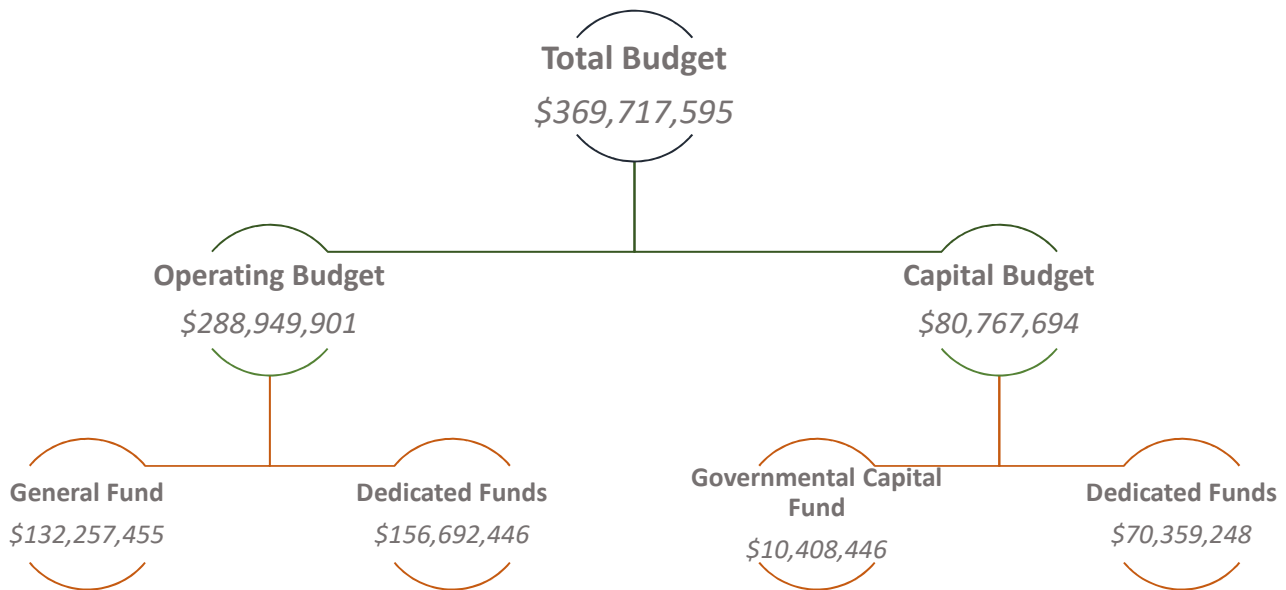 Total Budget
$369,717,595
Operating Budget
$288,949,901
Capital Budget
$80,767,694
General Fund
$132,257,455
Dedicated Funds
$156,692,446
Governmental Capital
Fund
$10,408,446
Dedicated Funds
$70,359,248